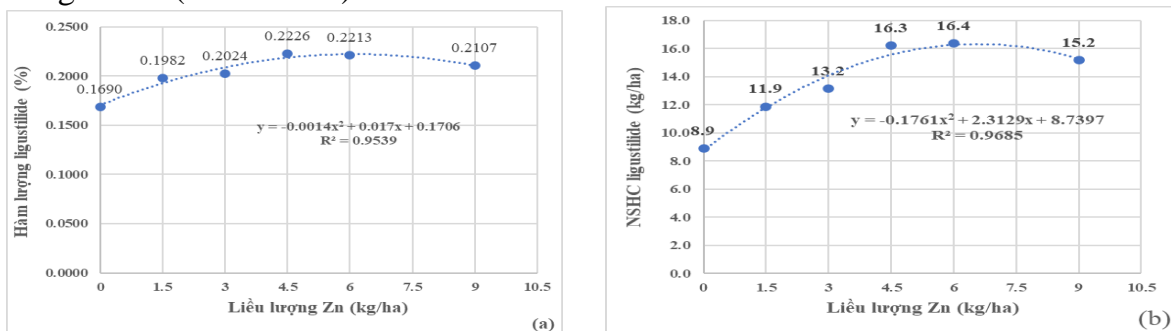 0.2500
0.2000
0.1500
0.1000
0.0500
0.0000
Hàm lượng ligustilide (%)
0.1690
0.1982
0.2024
0.2226
0.2213
0.2107
y = -0.0014x² + 0.017x + 0.1706
R² = 0.9539
0 1.5 3 4.5 6 7.5 9 10.5
Liều lượng Zn (kg/ha)
(a)
18.0
16.0
14.0
12.0
10.0
8.0
6.0
4.0
2.0
0.0
NSHC ligustilide (kg/ha)
8.9
11.9
13.2
16.3
16.4
15.2
y = -0.1761x² + 2.3129x + 8.7397
R² = 0.9685
0 1.5 3 4.5 6 7.5 9 10.5
Liều lượng Zn (kg/ha)
(b)